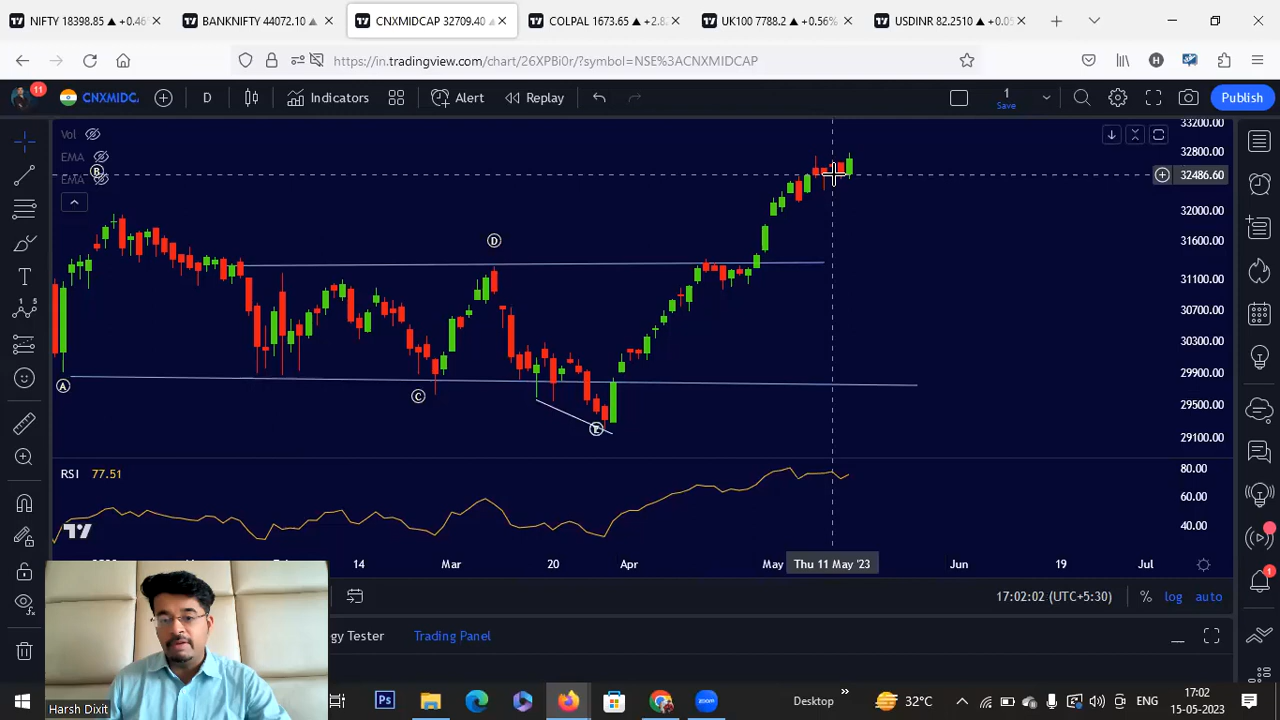 NIFTY 18398.85 ▲ +0.46
BANKNIFTY 44072.10 ▲
CNXMIDCAP 32709.40 ▲
COLPAL 1673.65 ▲ +2.8
UK100 7788.2 ▲ +0.56%
USDINR 82.2510 ▲ +0.0
https://in.tradingview.com/chart/26XPBi0r/?symbol=NSE%3ACNXMIDCAP
H
11
CNXMIDC
D
Indicators
Alert
Replay
1
Save
Publish
Vol
EMA
EMA
B
D
A
C
E
33200.00
32800.00
32486.60
32000.00
31600.00
31100.00
30700.00
30300.00
29900.00
29500.00
29100.00
RSI 77.51
80.00
60.00
40.00
14
Mar
20
Apr
May
Thu 11 May '23
Jun
19
Jul
17:02:02 (UTC+5:30)
%
log
auto
gy Tester
Trading Panel
1
Harsh Dixit
Ps
Desktop
32°C
ENG
17:02
15-05-2023